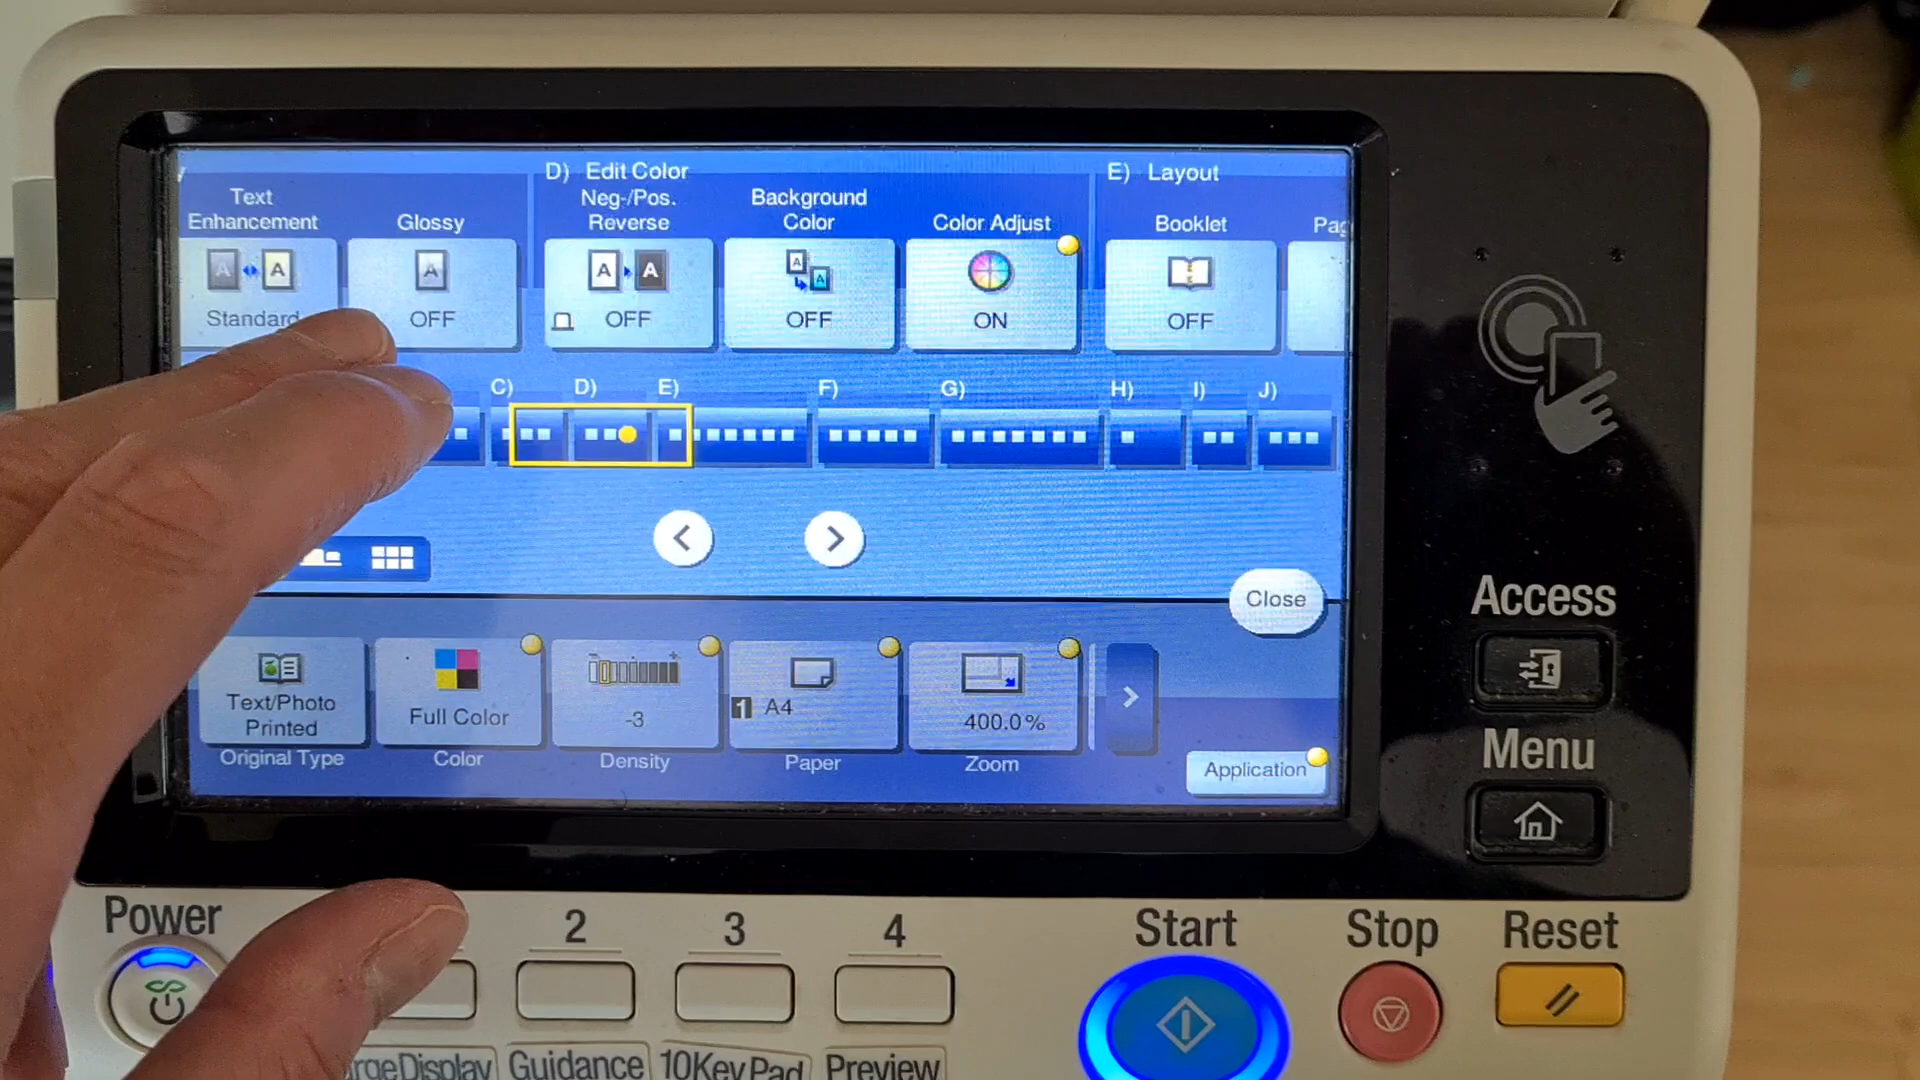 D) Edit Color
E) Layout
Text
Enhancement
Glossy
Neg-/Pos.
Reverse
Background
Color
Color Adjust
Booklet
Standard
OFF
OFF
OFF
ON
OFF
C)
D)
E)
F)
G)
H)
I)
J)
Close
Text/Photo
Printed
Full Color
-3
1 A4
400.0%
Original Type
Color
Density
Paper
Zoom
Application
Access
Menu
Power
2
3
4
Start
Stop
Reset
Guidance
10KeyPad
Preview